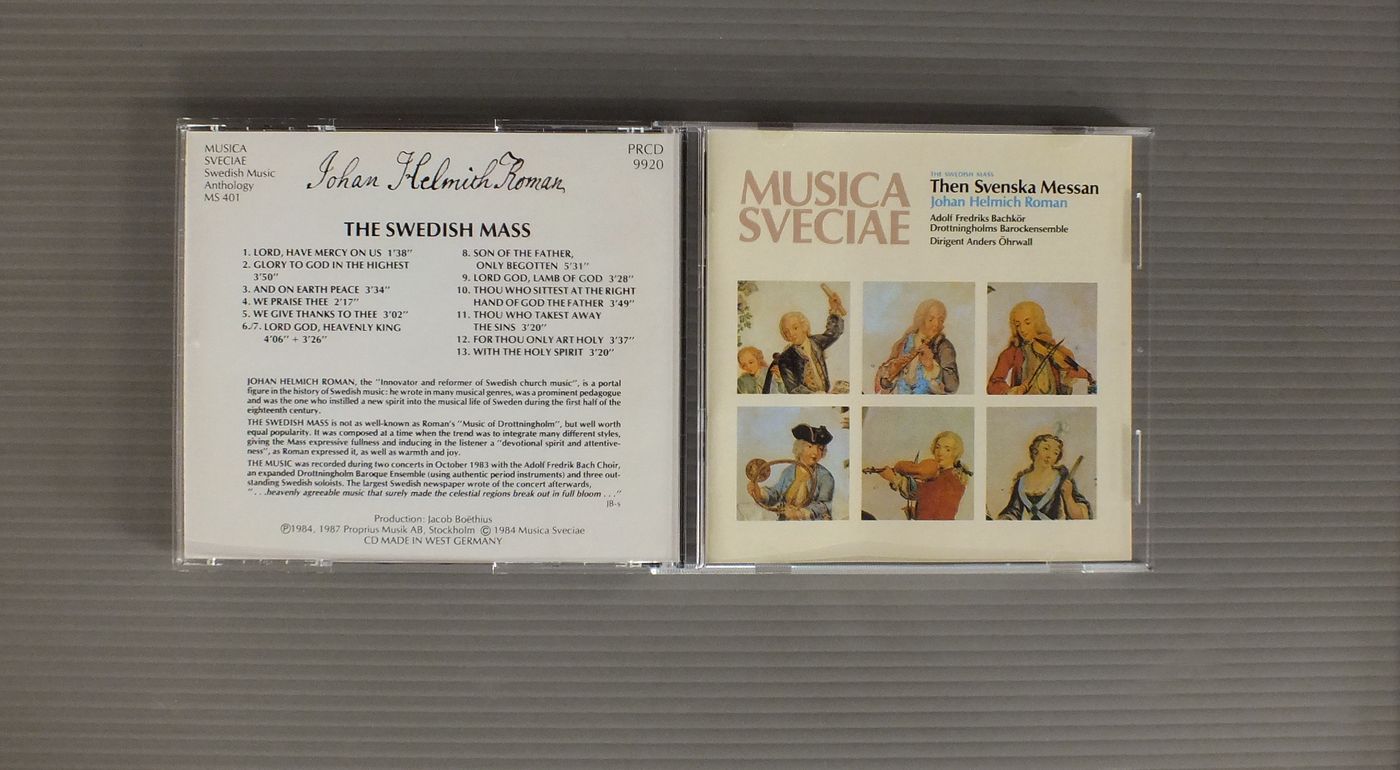 MUSICA
SVECIAE
Swedish Music
Anthology
MS 401
Johan Helmich Roman
PRCD
9920
THE SWEDISH MASS
1. LORD, HAVE MERCY ON US 1'38"
2. GLORY TO GOD IN THE HIGHEST
3'50"
3. AND ON EARTH PEACE 3'34"
4. WE PRAISE THEE 2'17"
5. WE GIVE THANKS TO THEE 3'02"
6./7. LORD GOD, HEAVENLY KING
4'06" + 3'26"
8. SON OF THE FATHER,
ONLY BEGOTTEN 5'31"
9. LORD GOD, LAMB OF GOD 3'28"
10. THOU WHO SITTEST AT THE RIGHT
HAND OF GOD THE FATHER 3'49"
11. THOU WHO TAKEST AWAY
THE SINS 3'20"
12. FOR THOU ONLY ART HOLY 3'37"
13. WITH THE HOLY SPIRIT 3'20"
JOHAN HELMICH ROMAN, the "Innovator and reformer of Swedish church music", is a portal
figure in the history of Swedish music: he wrote in many musical genres, was a prominent pedagogue
and was the one who instilled a new spirit into the musical life of Sweden during the first half of the
eighteenth century.
THE SWEDISH MASS is not as well-known as Roman's "Music of Drottningholm", but well worth
equal popularity. It was composed at a time when the trend was to integrate many different styles,
giving the Mass expressive fullness and inducing in the listener a "devotional spirit and attentive-
ness", as Roman expressed it, as well as warmth and joy.
THE MUSIC was recorded during two concerts in October 1983 with the Adolf Fredrik Bach Choir,
an expanded Drottningholm Baroque Ensemble (using authentic period instruments) and three out-
standing Swedish soloists. The largest Swedish newspaper wrote of the concert afterwards,
". . .heavenly agreeable music that surely made the celestial regions break out in full bloom . . ."
JB-s
Production: Jacob Boëthius
Ⓟ1984, 1987 Proprius Musik AB, Stockholm © 1984 Musica Sveciae
CD MADE IN WEST GERMANY
MUSICA
SVECIAE
THE SWEDISH MASS
Then Svenska Messan
Johan Helmich Roman
Adolf Fredriks Bachkör
Drottningholms Barockensemble
Dirigent Anders Öhrwall